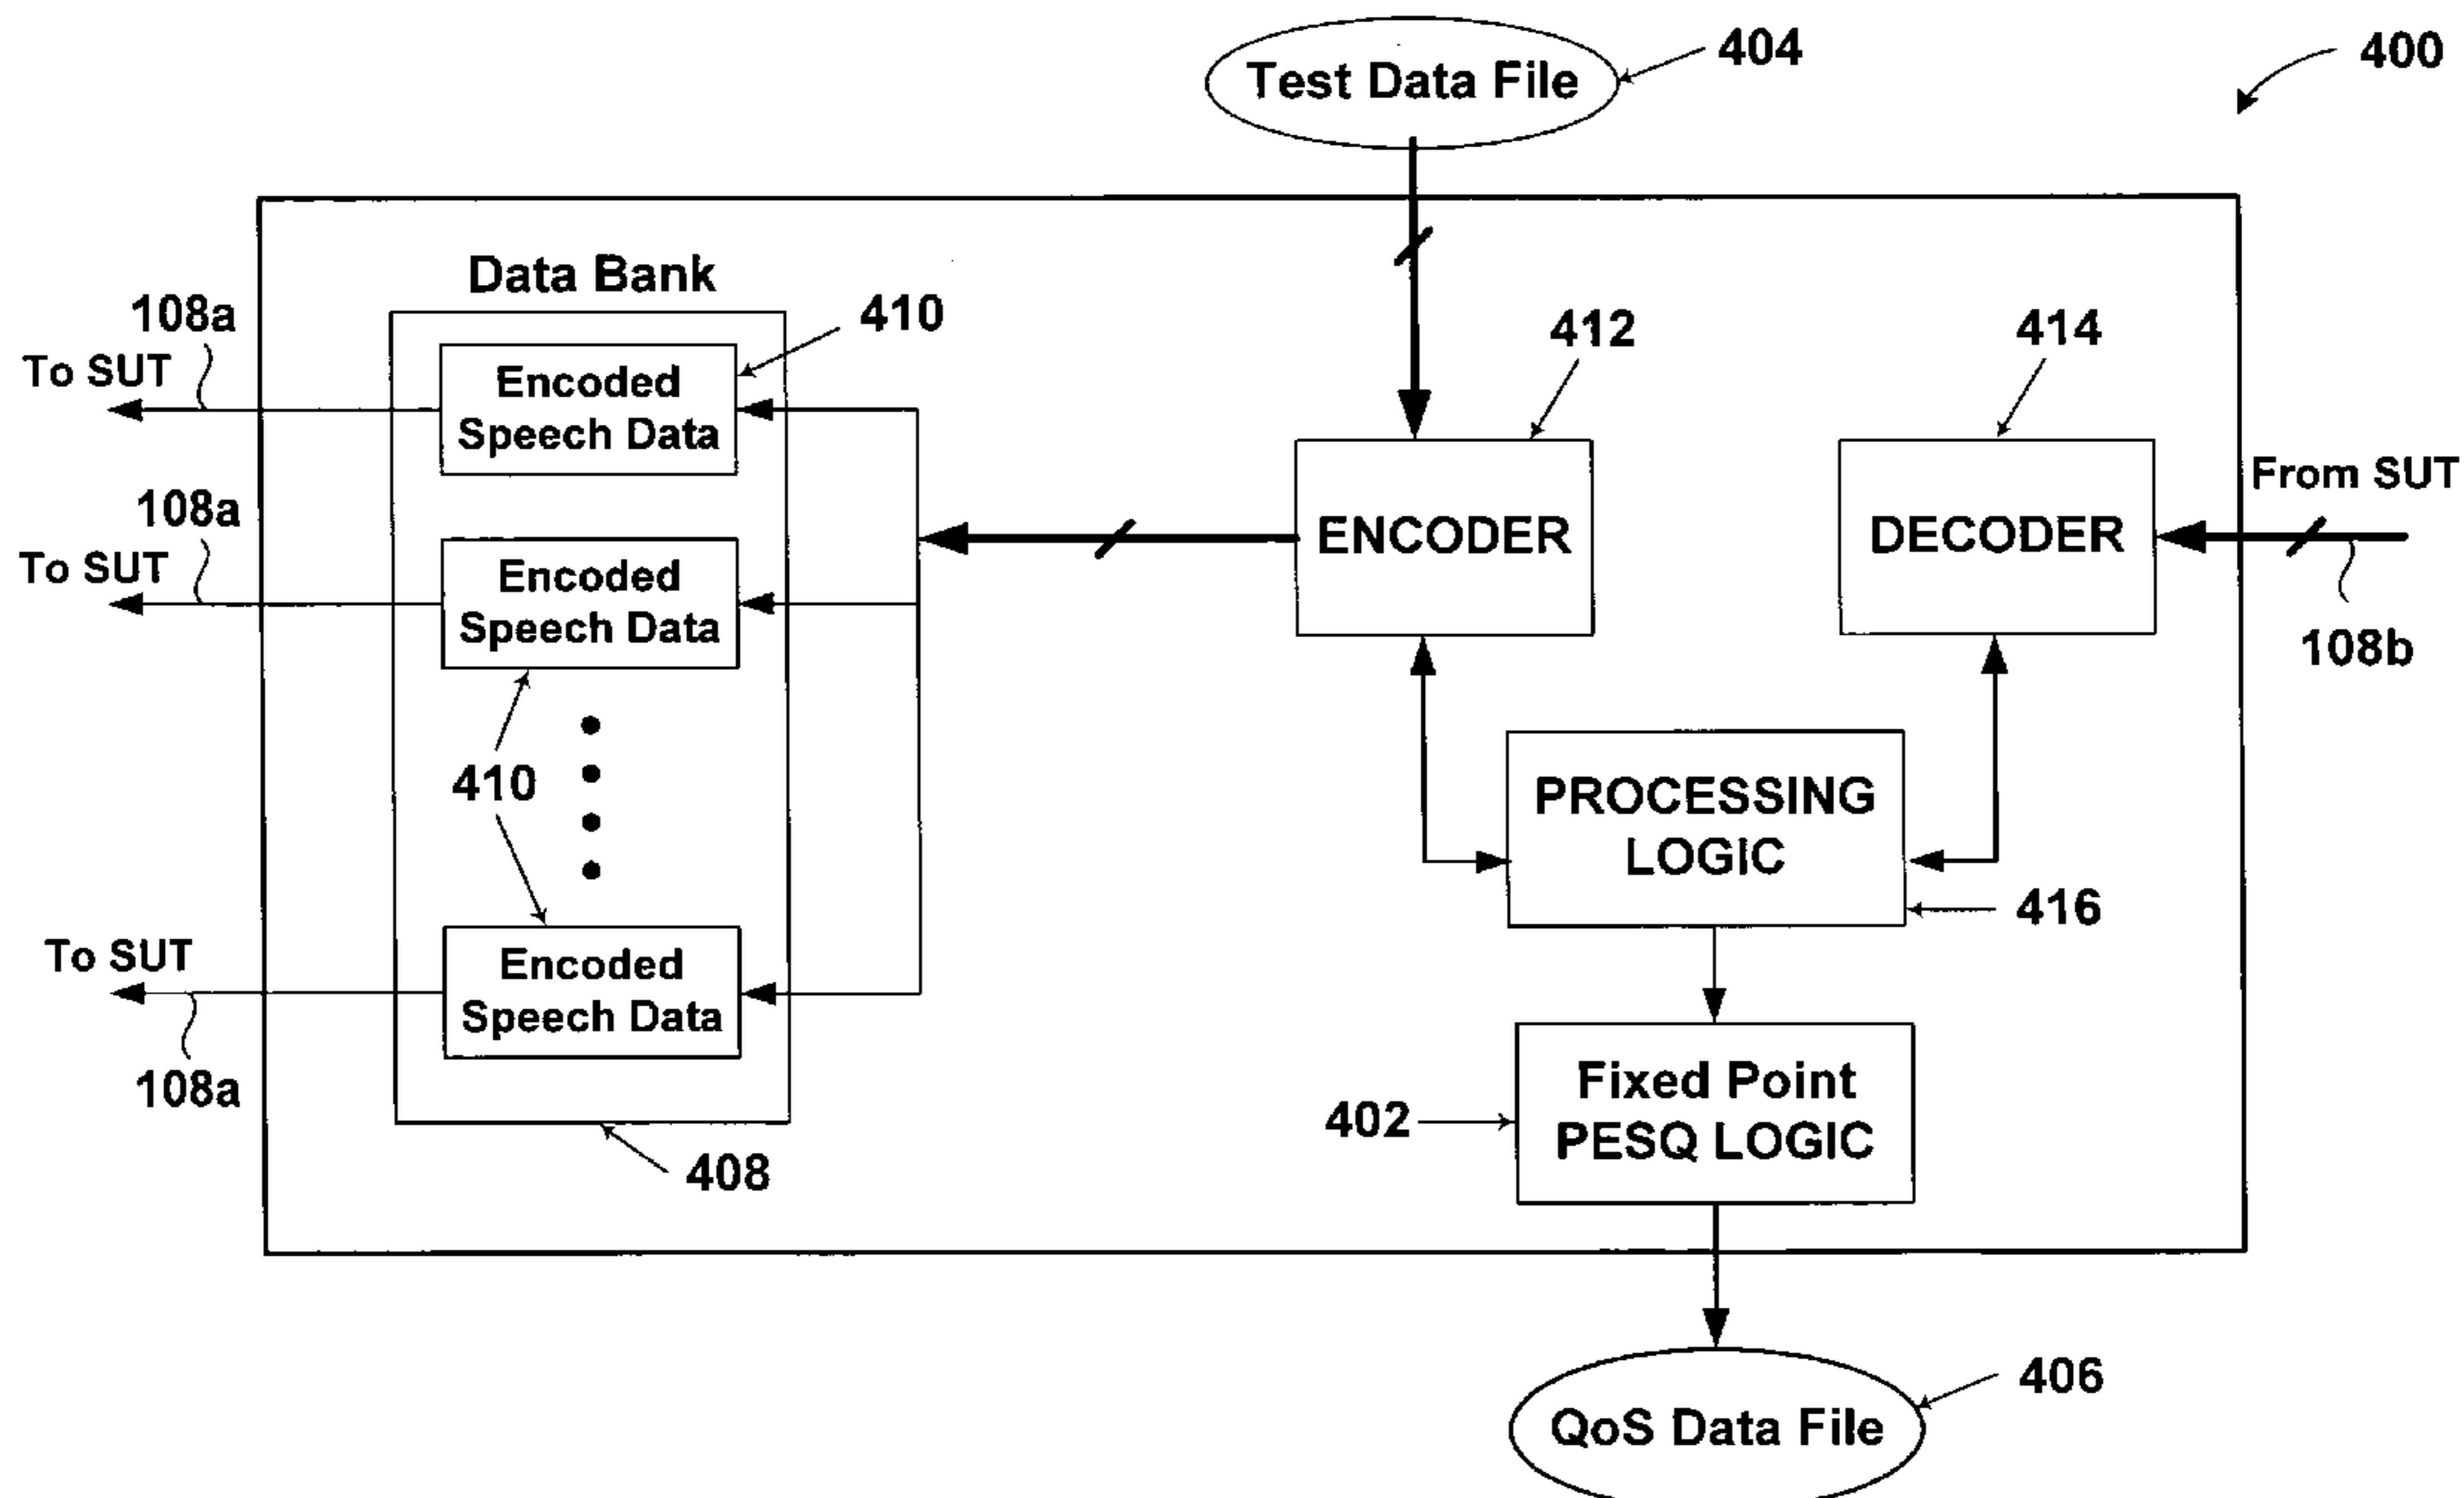 404
400
Test Data File
Data Bank
108a
410
412
414
To SUT
Encoded
Speech Data
From SUT
108a
ENCODER
DECODER
To SUT
Encoded
Speech Data
108b
410
PROCESSING
LOGIC
416
To SUT
Encoded
Speech Data
108a
Fixed Point
PESQ LOGIC
402
408
406
QoS Data File